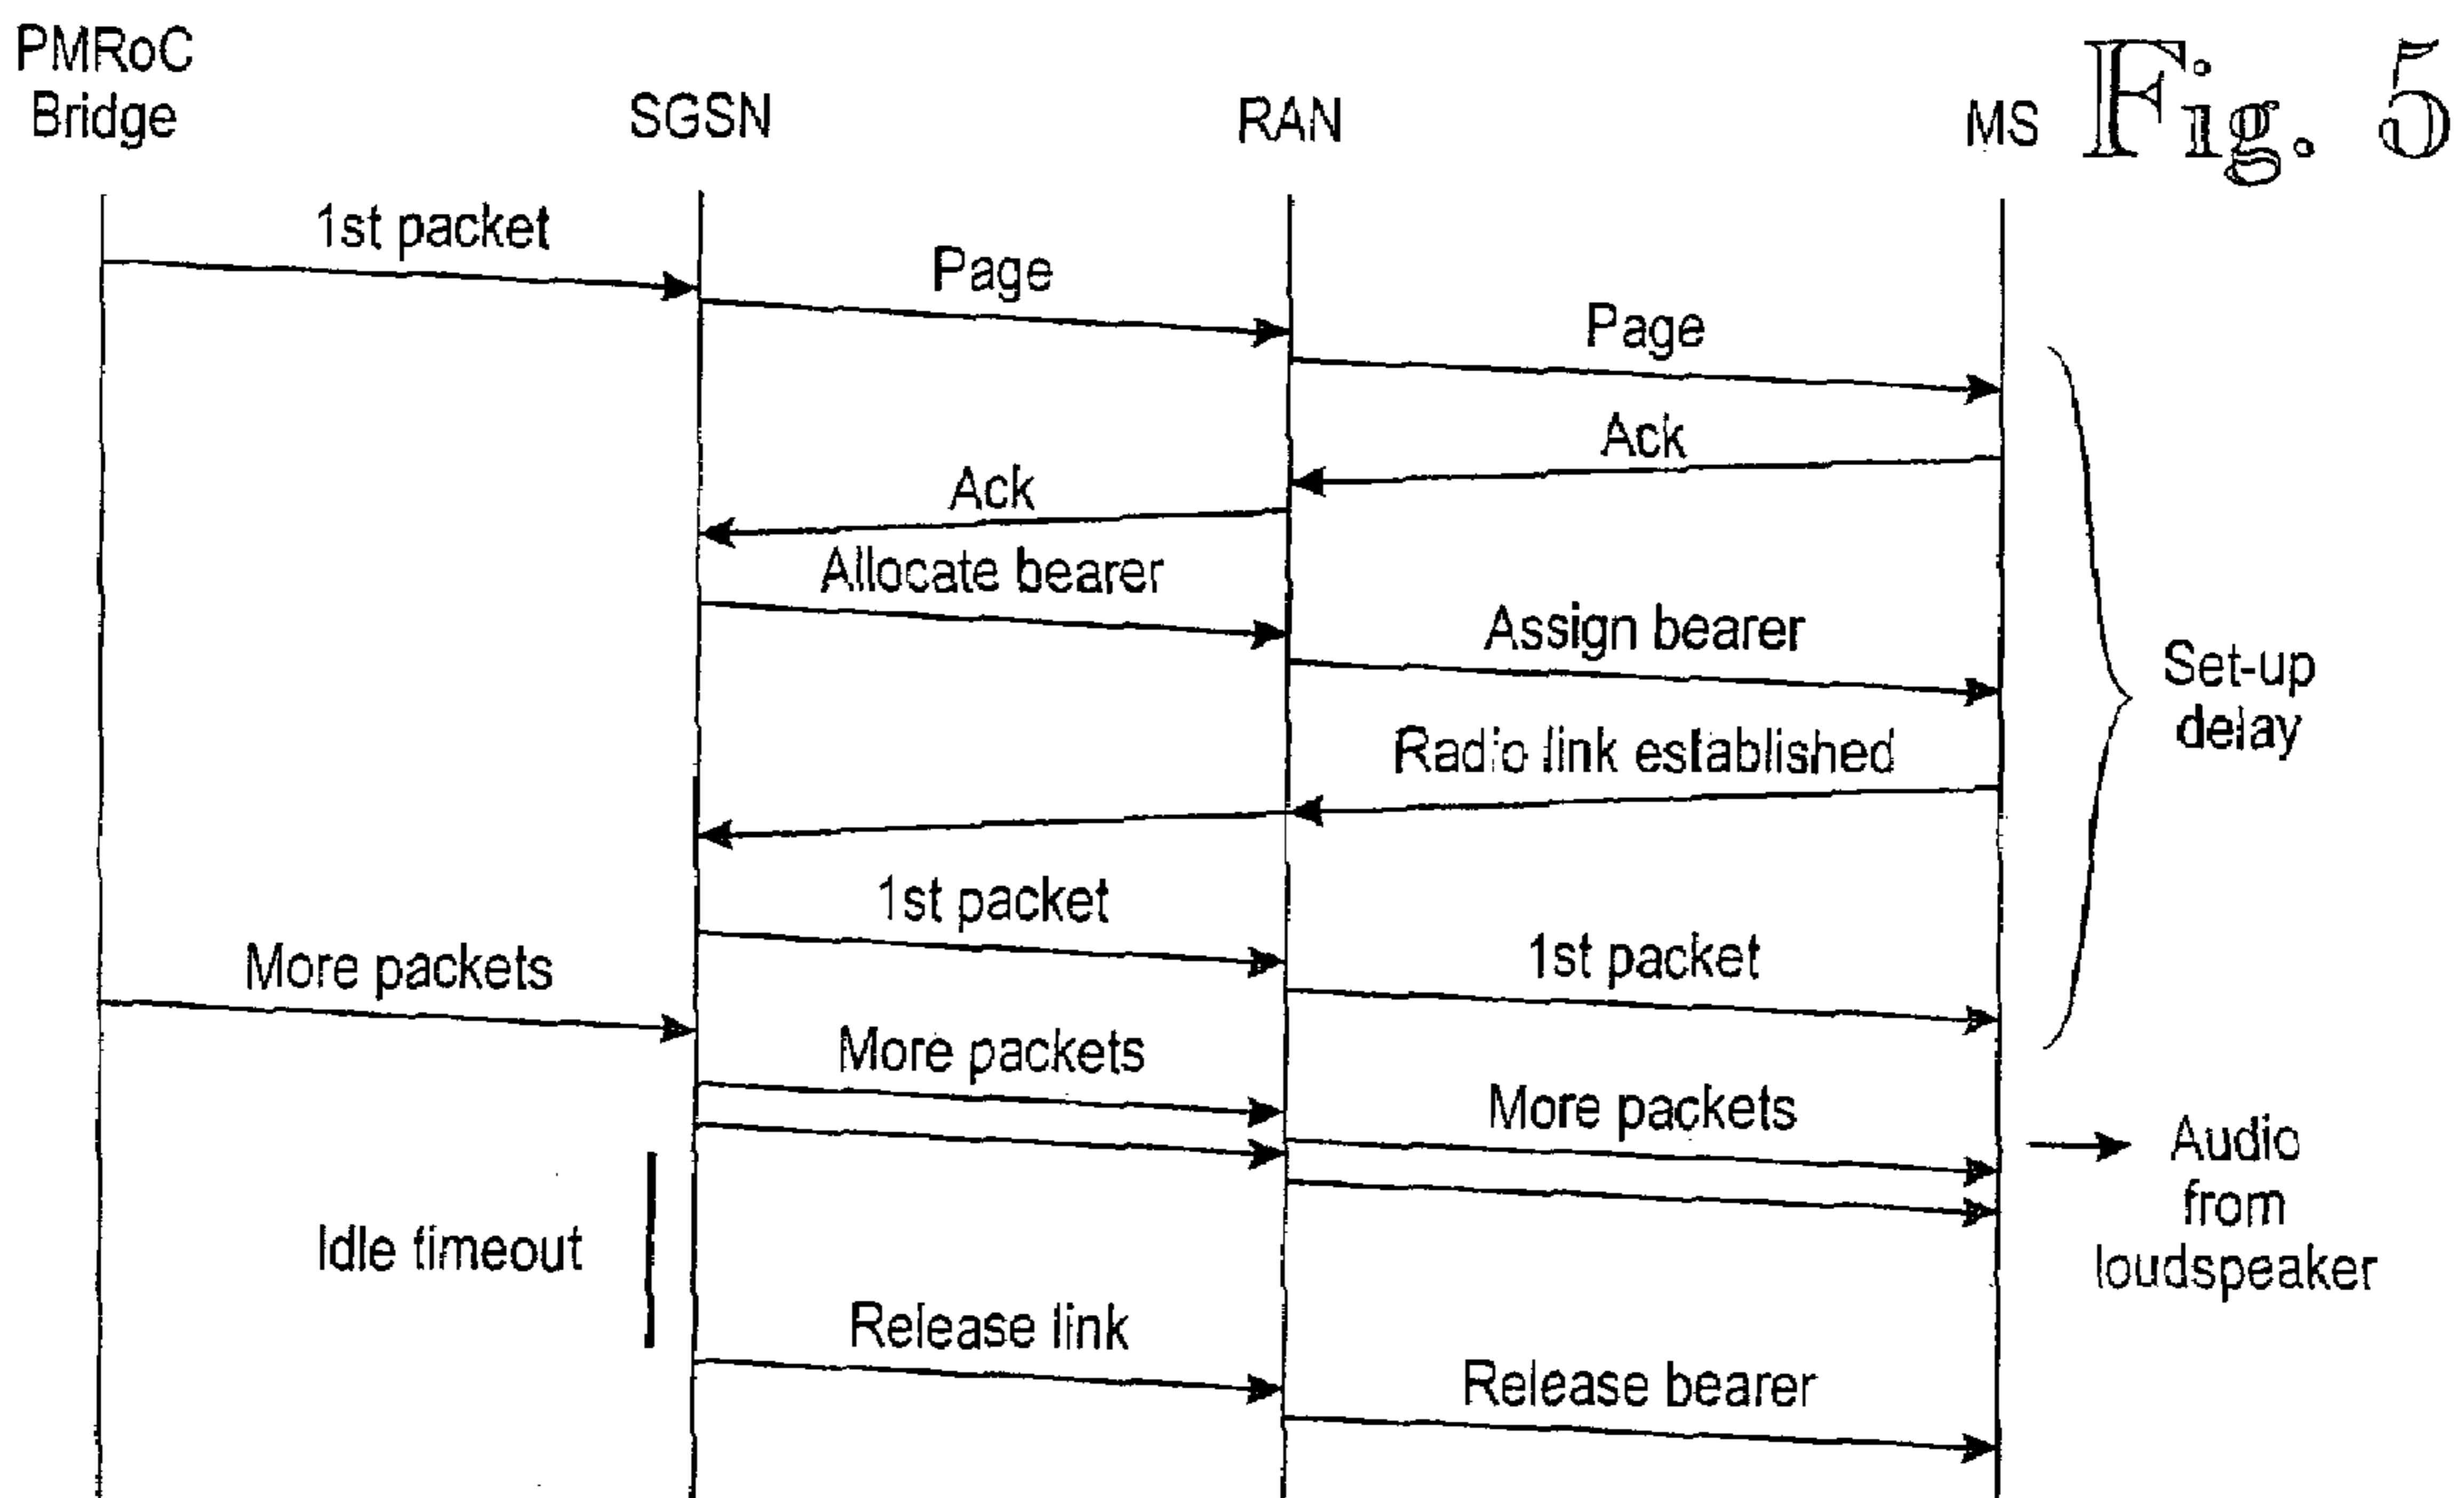 PMRoC
Bridge
SGSN
RAN
MS
Fig. 5
1st packet
Page
Page
Ack
Ack
Allocate bearer
Assign bearer
Set-up
delay
Radio link established
1st packet
1st packet
More packets
More packets
More packets
Audio
from
loudspeaker
Idle timeout
Release link
Release bearer